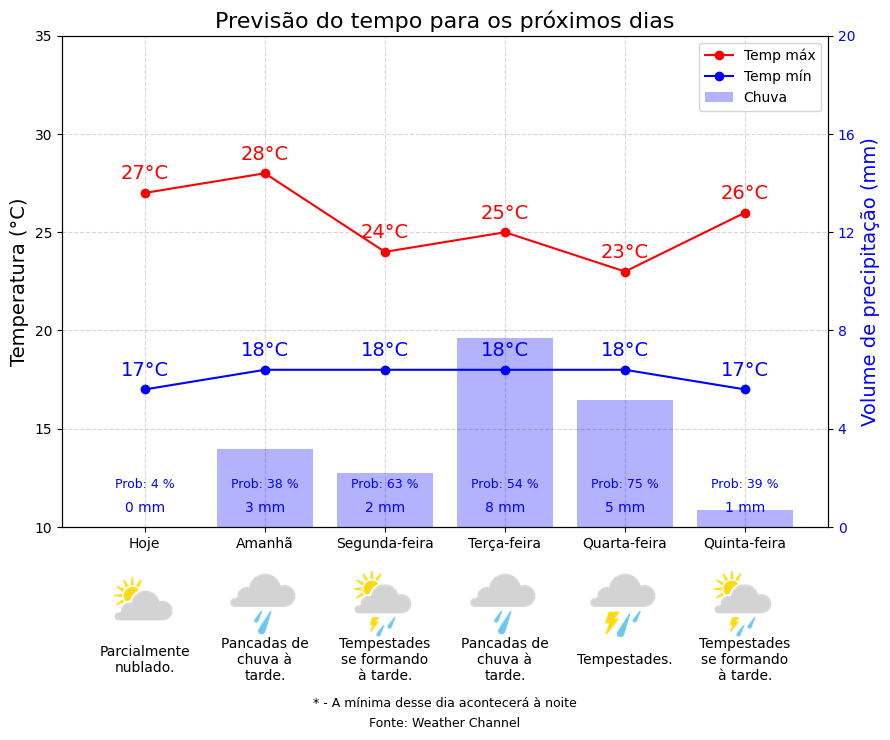 Previsão do tempo para os próximos dias
Temperatura (°C)
Volume de precipitação (mm)
35
30
25
20
15
10
20
16
12
8
4
0
Temp máx
Temp mín
Chuva
27°C
28°C
24°C
25°C
23°C
26°C
17°C
18°C
18°C
18°C
18°C
17°C
Prob: 4 %
Prob: 38 %
Prob: 63 %
Prob: 54 %
Prob: 75 %
Prob: 39 %
0 mm
3 mm
2 mm
8 mm
5 mm
1 mm
Hoje
Amanhã
Segunda-feira
Terça-feira
Quarta-feira
Quinta-feira
Parcialmente
nublado.
Pancadas de
chuva à
tarde.
Tempestades
se formando
à tarde.
Pancadas de
chuva à
tarde.
Tempestades.
Tempestades
se formando
à tarde.
* - A mínima desse dia acontecerá à noite
Fonte: Weather Channel